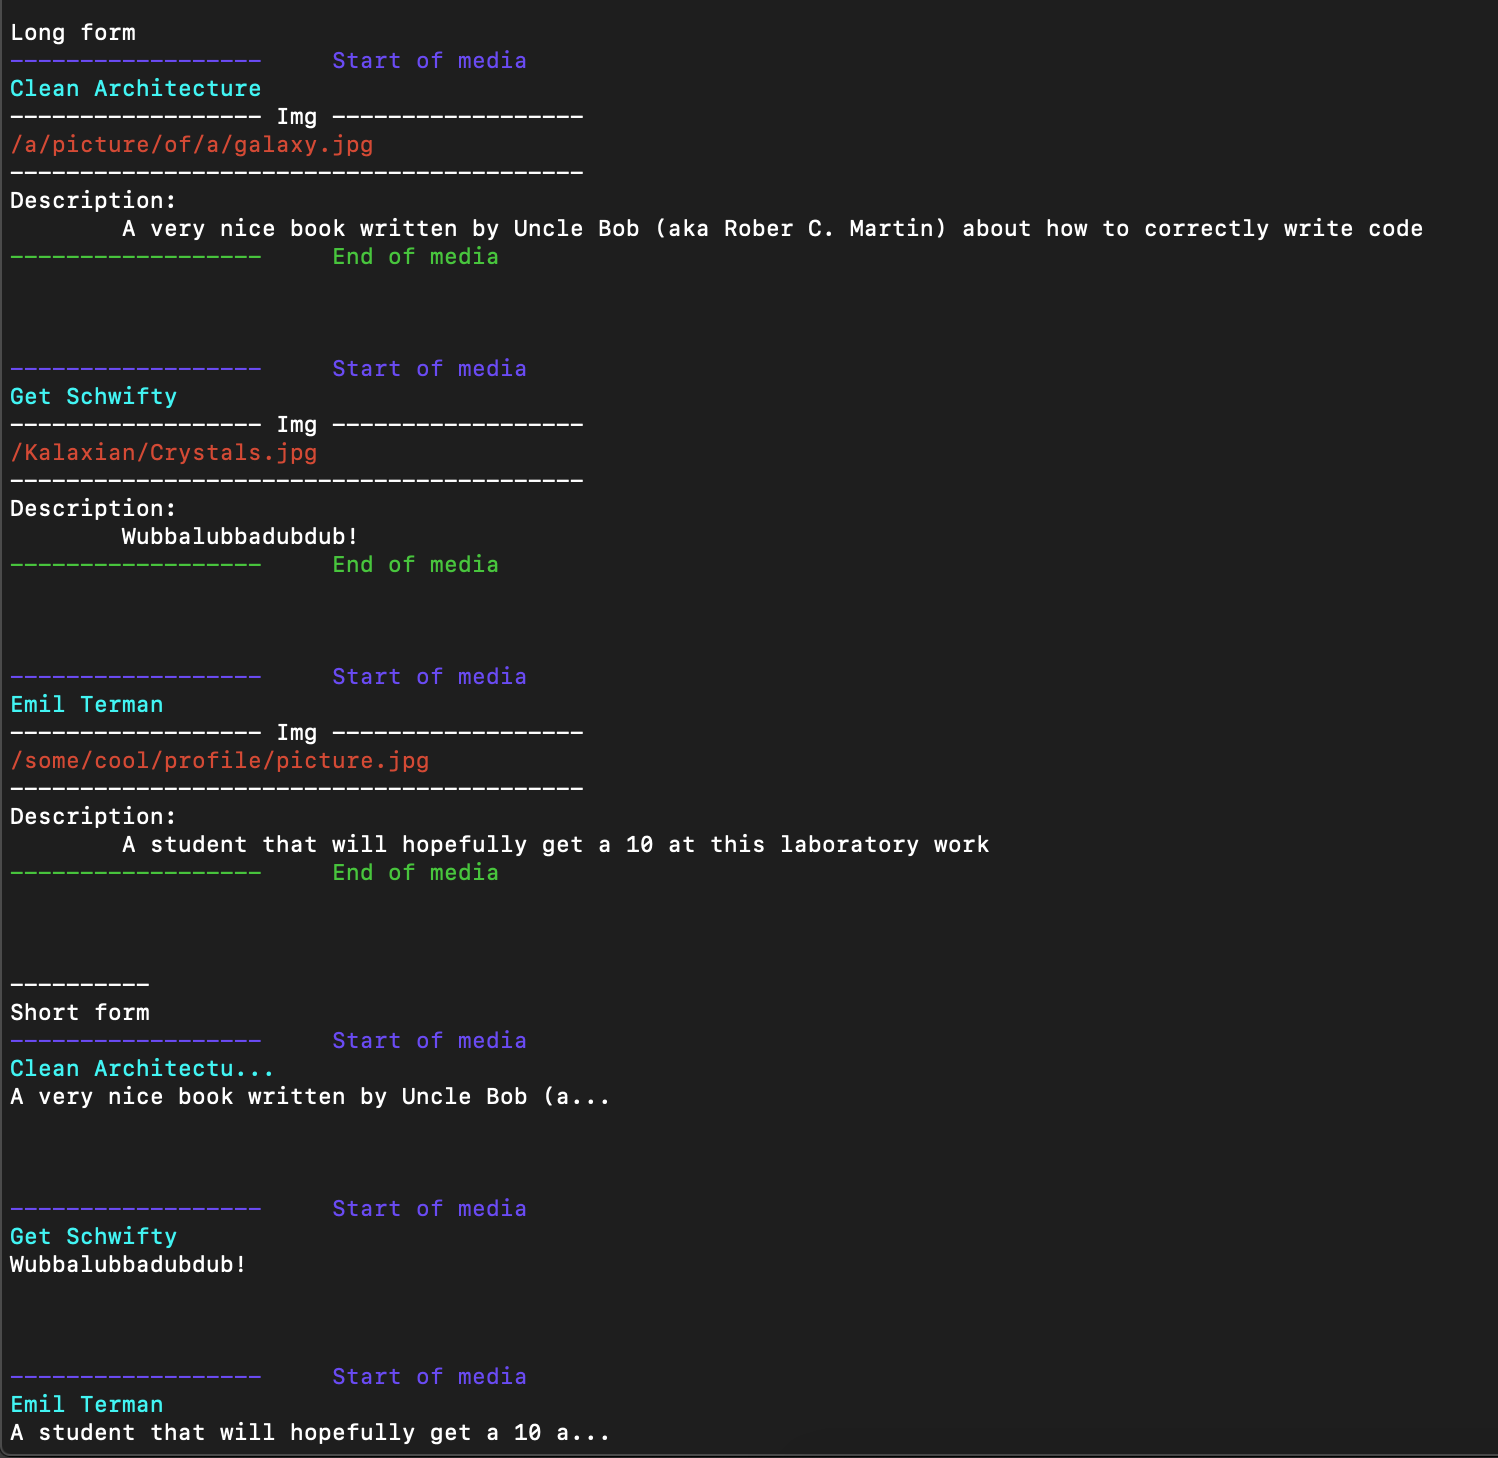 Long form
------------------     Start of media
Clean Architecture
------------------ Img ------------------
/a/picture/of/a/galaxy.jpg
-----------------------------------------
Description:
        A very nice book written by Uncle Bob (aka Rober C. Martin) about how to correctly write code
------------------     End of media
------------------     Start of media
Get Schwifty
------------------ Img ------------------
/Kalaxian/Crystals.jpg
-----------------------------------------
Description:
        Wubbalubbadubdub!
------------------     End of media
------------------     Start of media
Emil Terman
------------------ Img ------------------
/some/cool/profile/picture.jpg
-----------------------------------------
Description:
        A student that will hopefully get a 10 at this laboratory work
------------------     End of media
----------
Short form
------------------     Start of media
Clean Architectu...
A very nice book written by Uncle Bob (a...
------------------     Start of media
Get Schwifty
Wubbalubbadubdub!
------------------     Start of media
Emil Terman
A student that will hopefully get a 10 a...